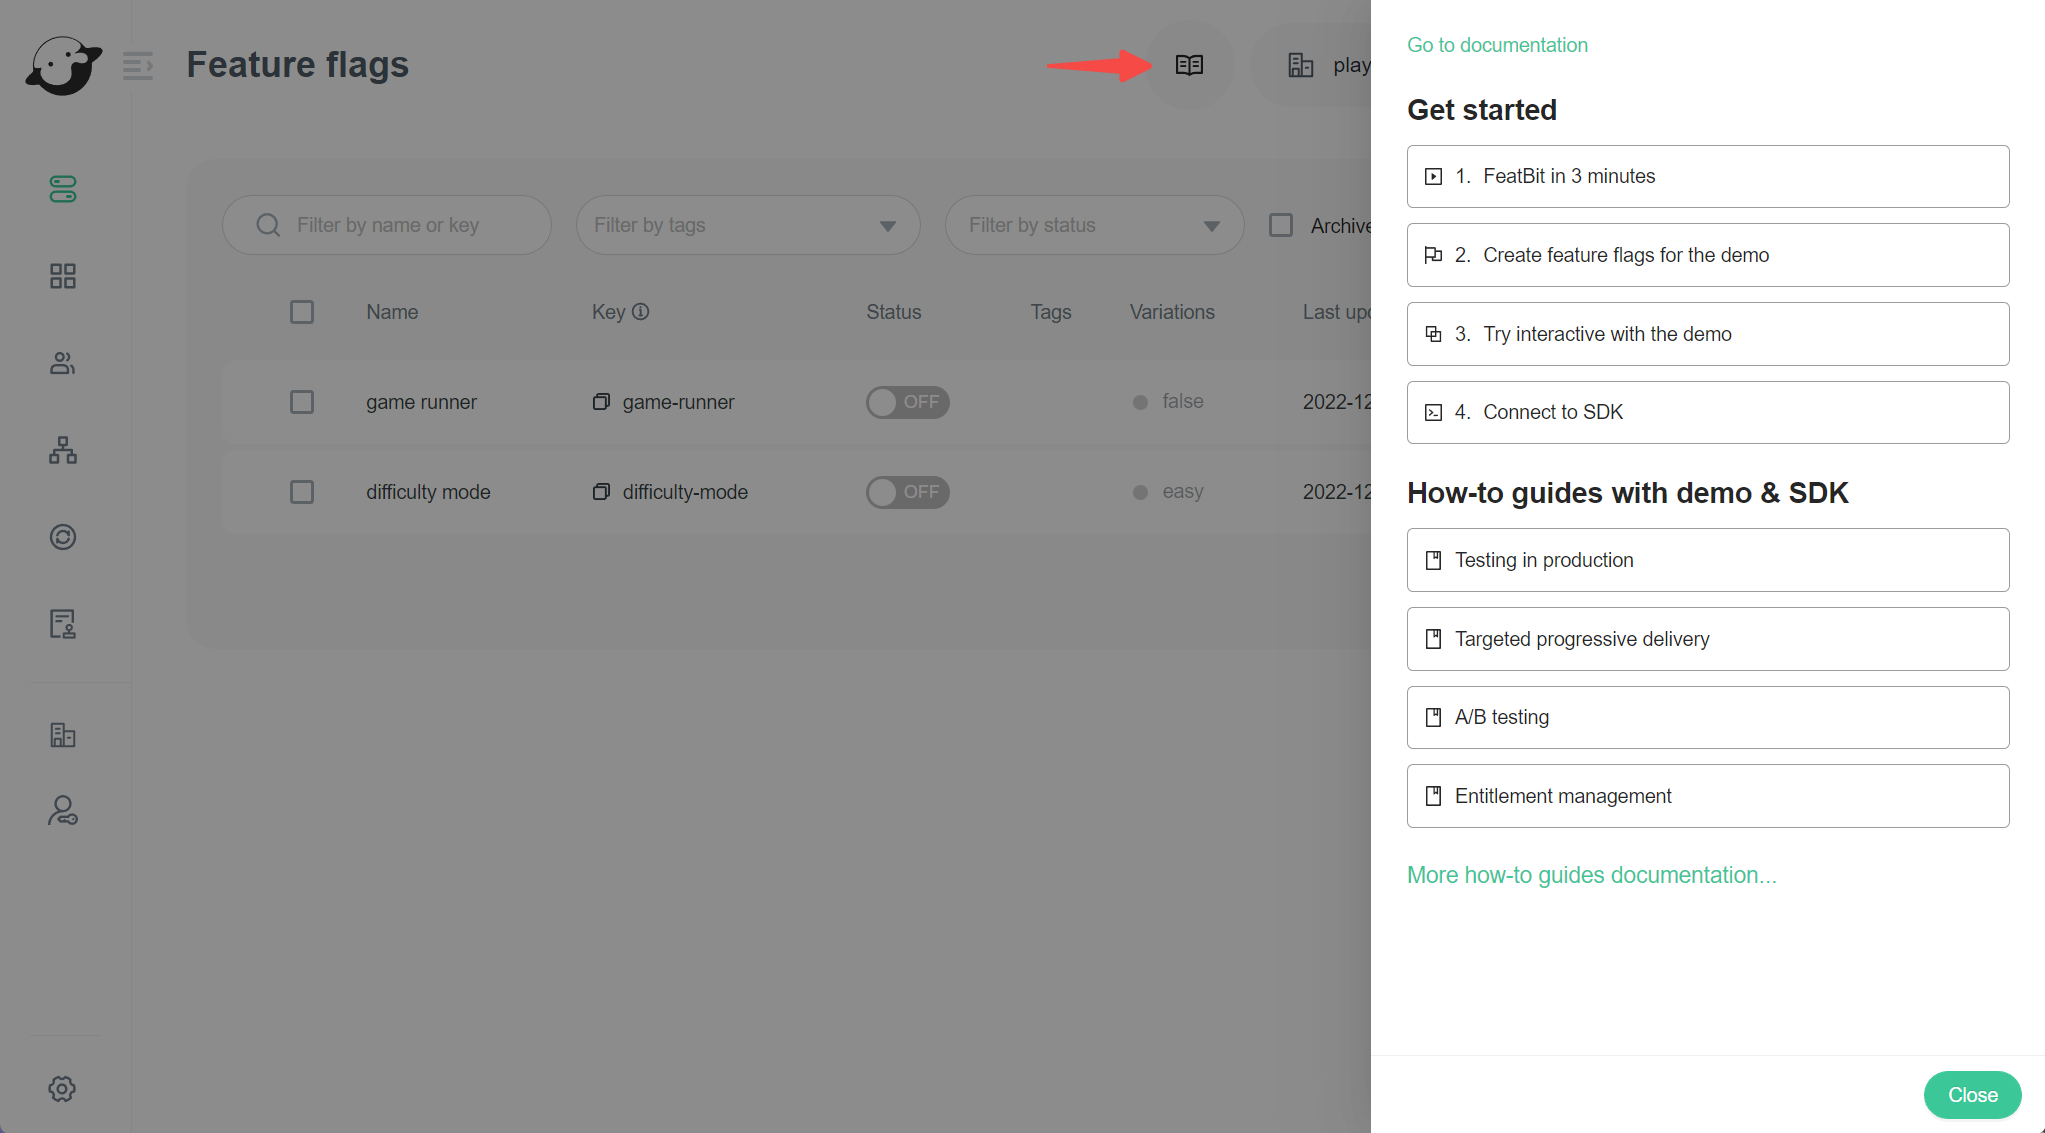 Feature flags
play
Filter by name or key
Filter by tags
Filter by status
Archive
Name
Key
Status
Tags
Variations
Last upd
game runner
game-runner
OFF
false
2022-12
difficulty mode
difficulty-mode
OFF
easy
2022-12
Go to documentation
Get started
1. FeatBit in 3 minutes
2. Create feature flags for the demo
3. Try interactive with the demo
4. Connect to SDK
How-to guides with demo & SDK
Testing in production
Targeted progressive delivery
A/B testing
Entitlement management
More how-to guides documentation...
Close